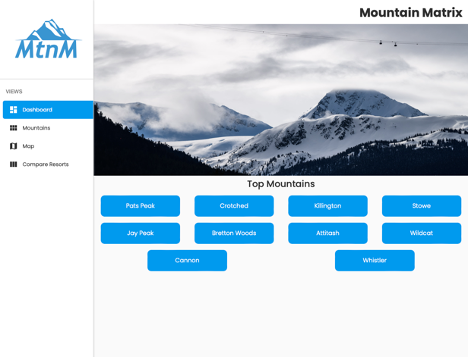 Mountain Matrix
MtnM
VIEWS
Dashboard
Mountains
Map
Compare Resorts
Top Mountains
Pats Peak
Crotched
Killington
Stowe
Jay Peak
Bretton Woods
Attitash
Wildcat
Cannon
Whistler